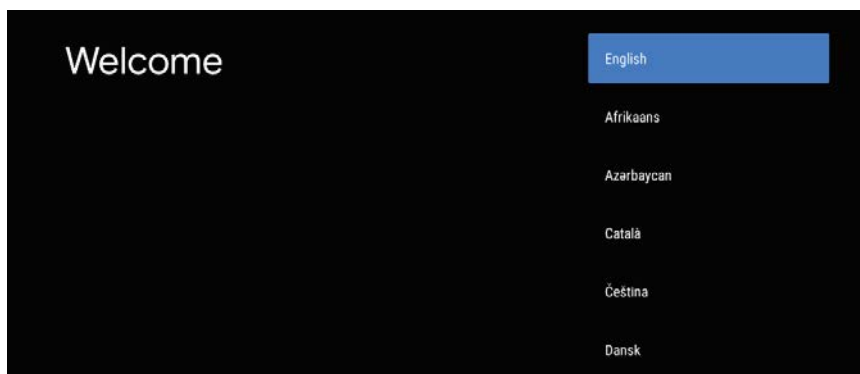 Welcome
English
Afrikaans
Azərbaycan
Català
Čeština
Dansk